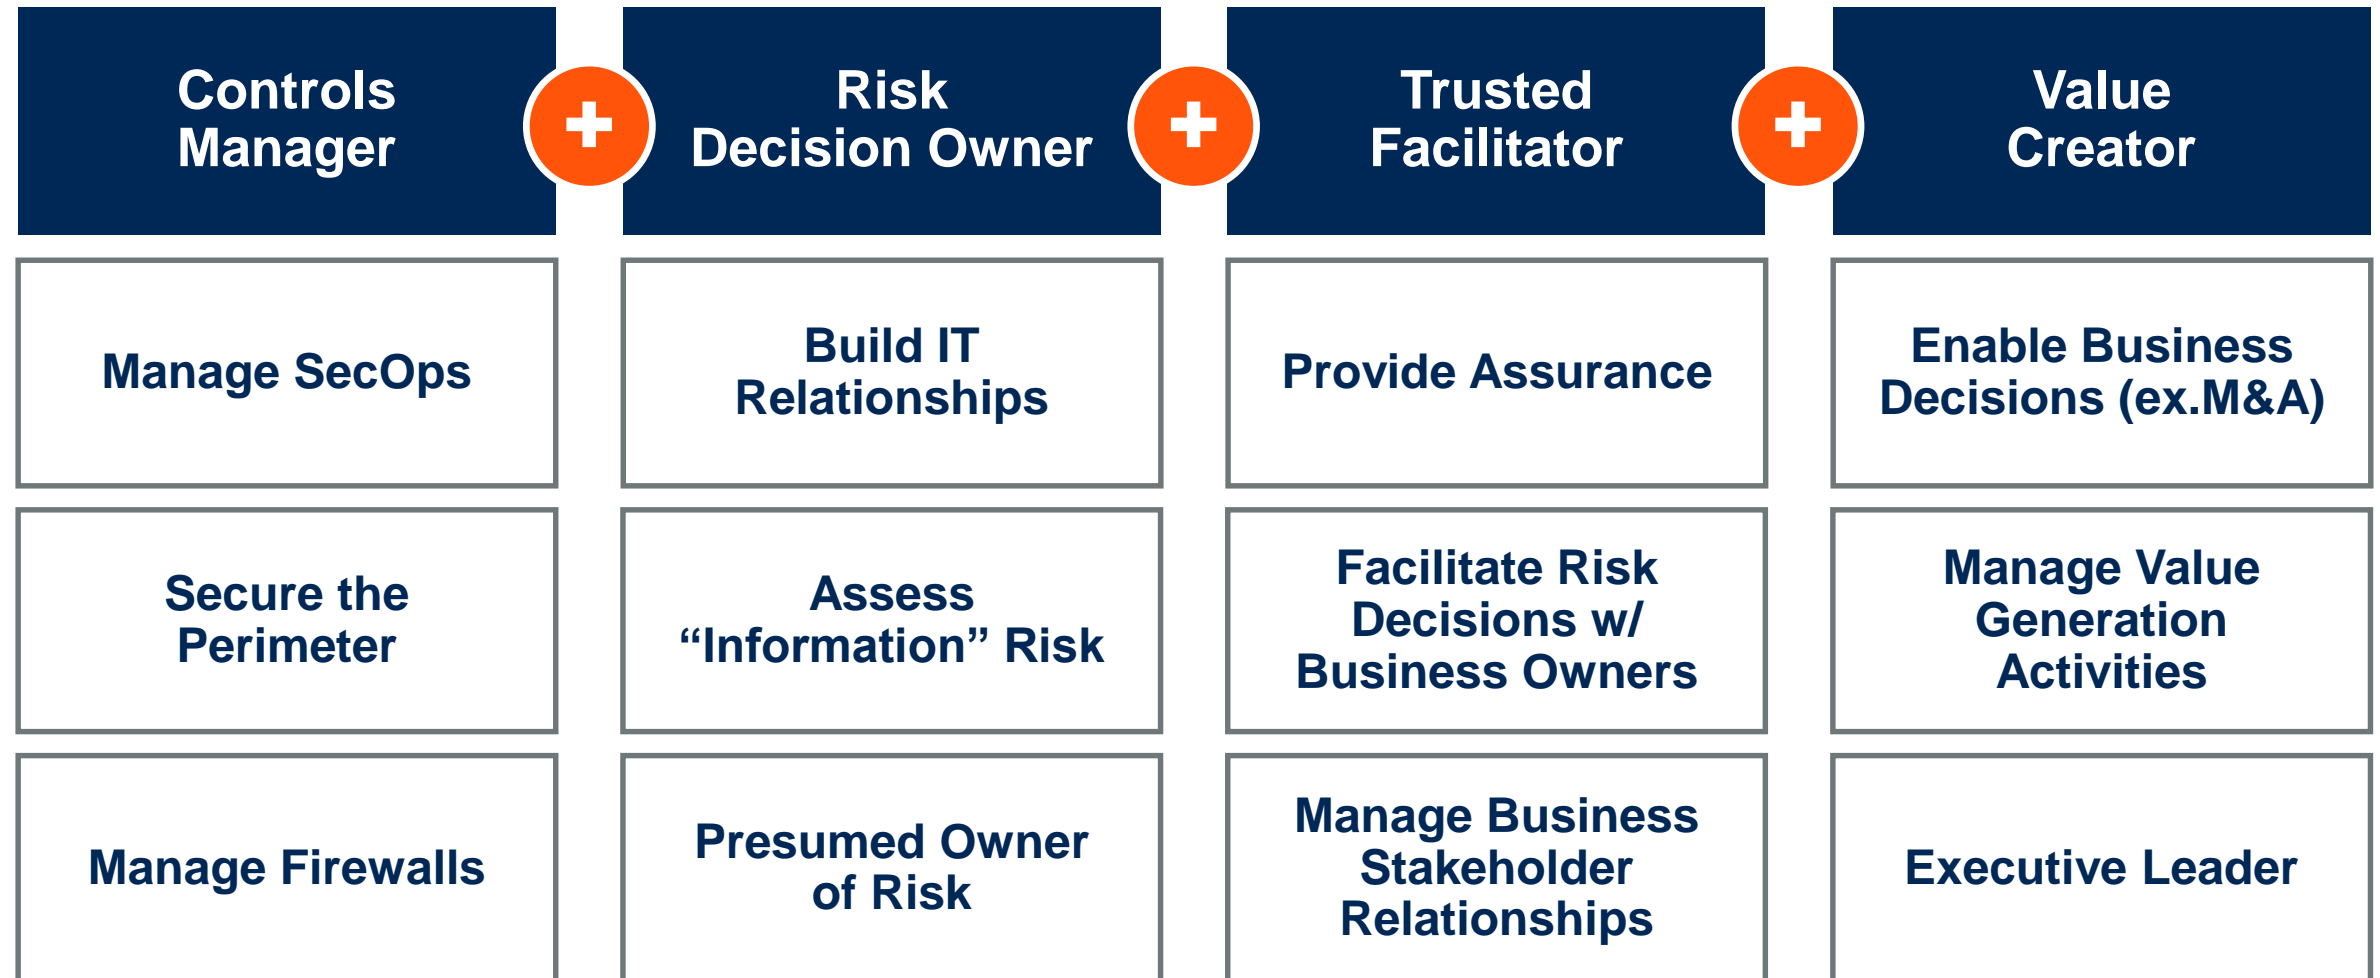 Controls
Manager
Risk
Decision Owner
Trusted
Facilitator
Value
Creator
Manage SecOps
Build IT
Relationships
Provide Assurance
Enable Business
Decisions (ex.M&A)
Secure the
Perimeter
Assess
“Information” Risk
Facilitate Risk
Decisions w/
Business Owners
Manage Value
Generation
Activities
Manage Firewalls
Presumed Owner
of Risk
Manage Business
Stakeholder
Relationships
Executive Leader